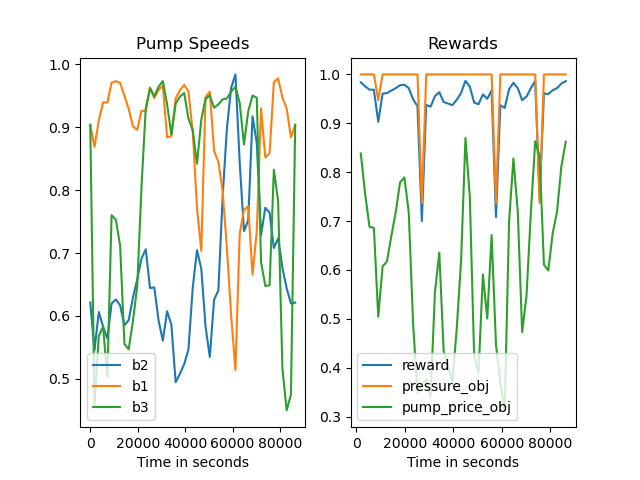 Pump Speeds
1.0
0.9
0.8
0.7
0.6
0.5
b2
b1
b3
0 20000 40000 60000 80000
Time in seconds
Rewards
1.0
0.9
0.8
0.7
0.6
0.5
0.4
0.3
reward
pressure_obj
pump_price_obj
0 20000 40000 60000 80000
Time in seconds